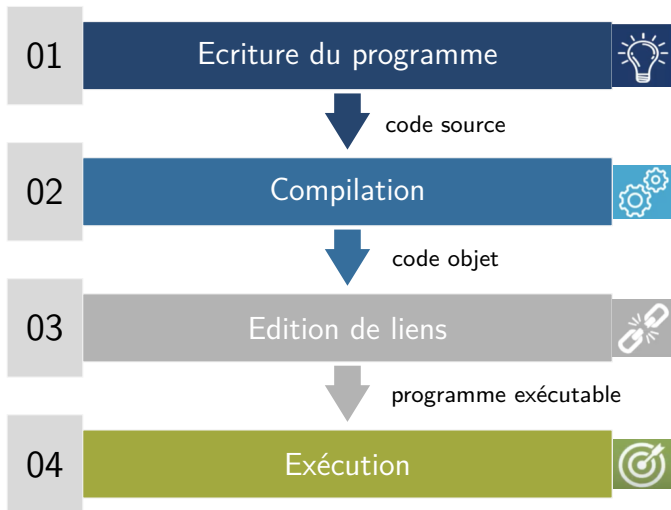 01 Ecriture du programme
code source
02 Compilation
code objet
03 Edition de liens
programme exécutable
04 Exécution